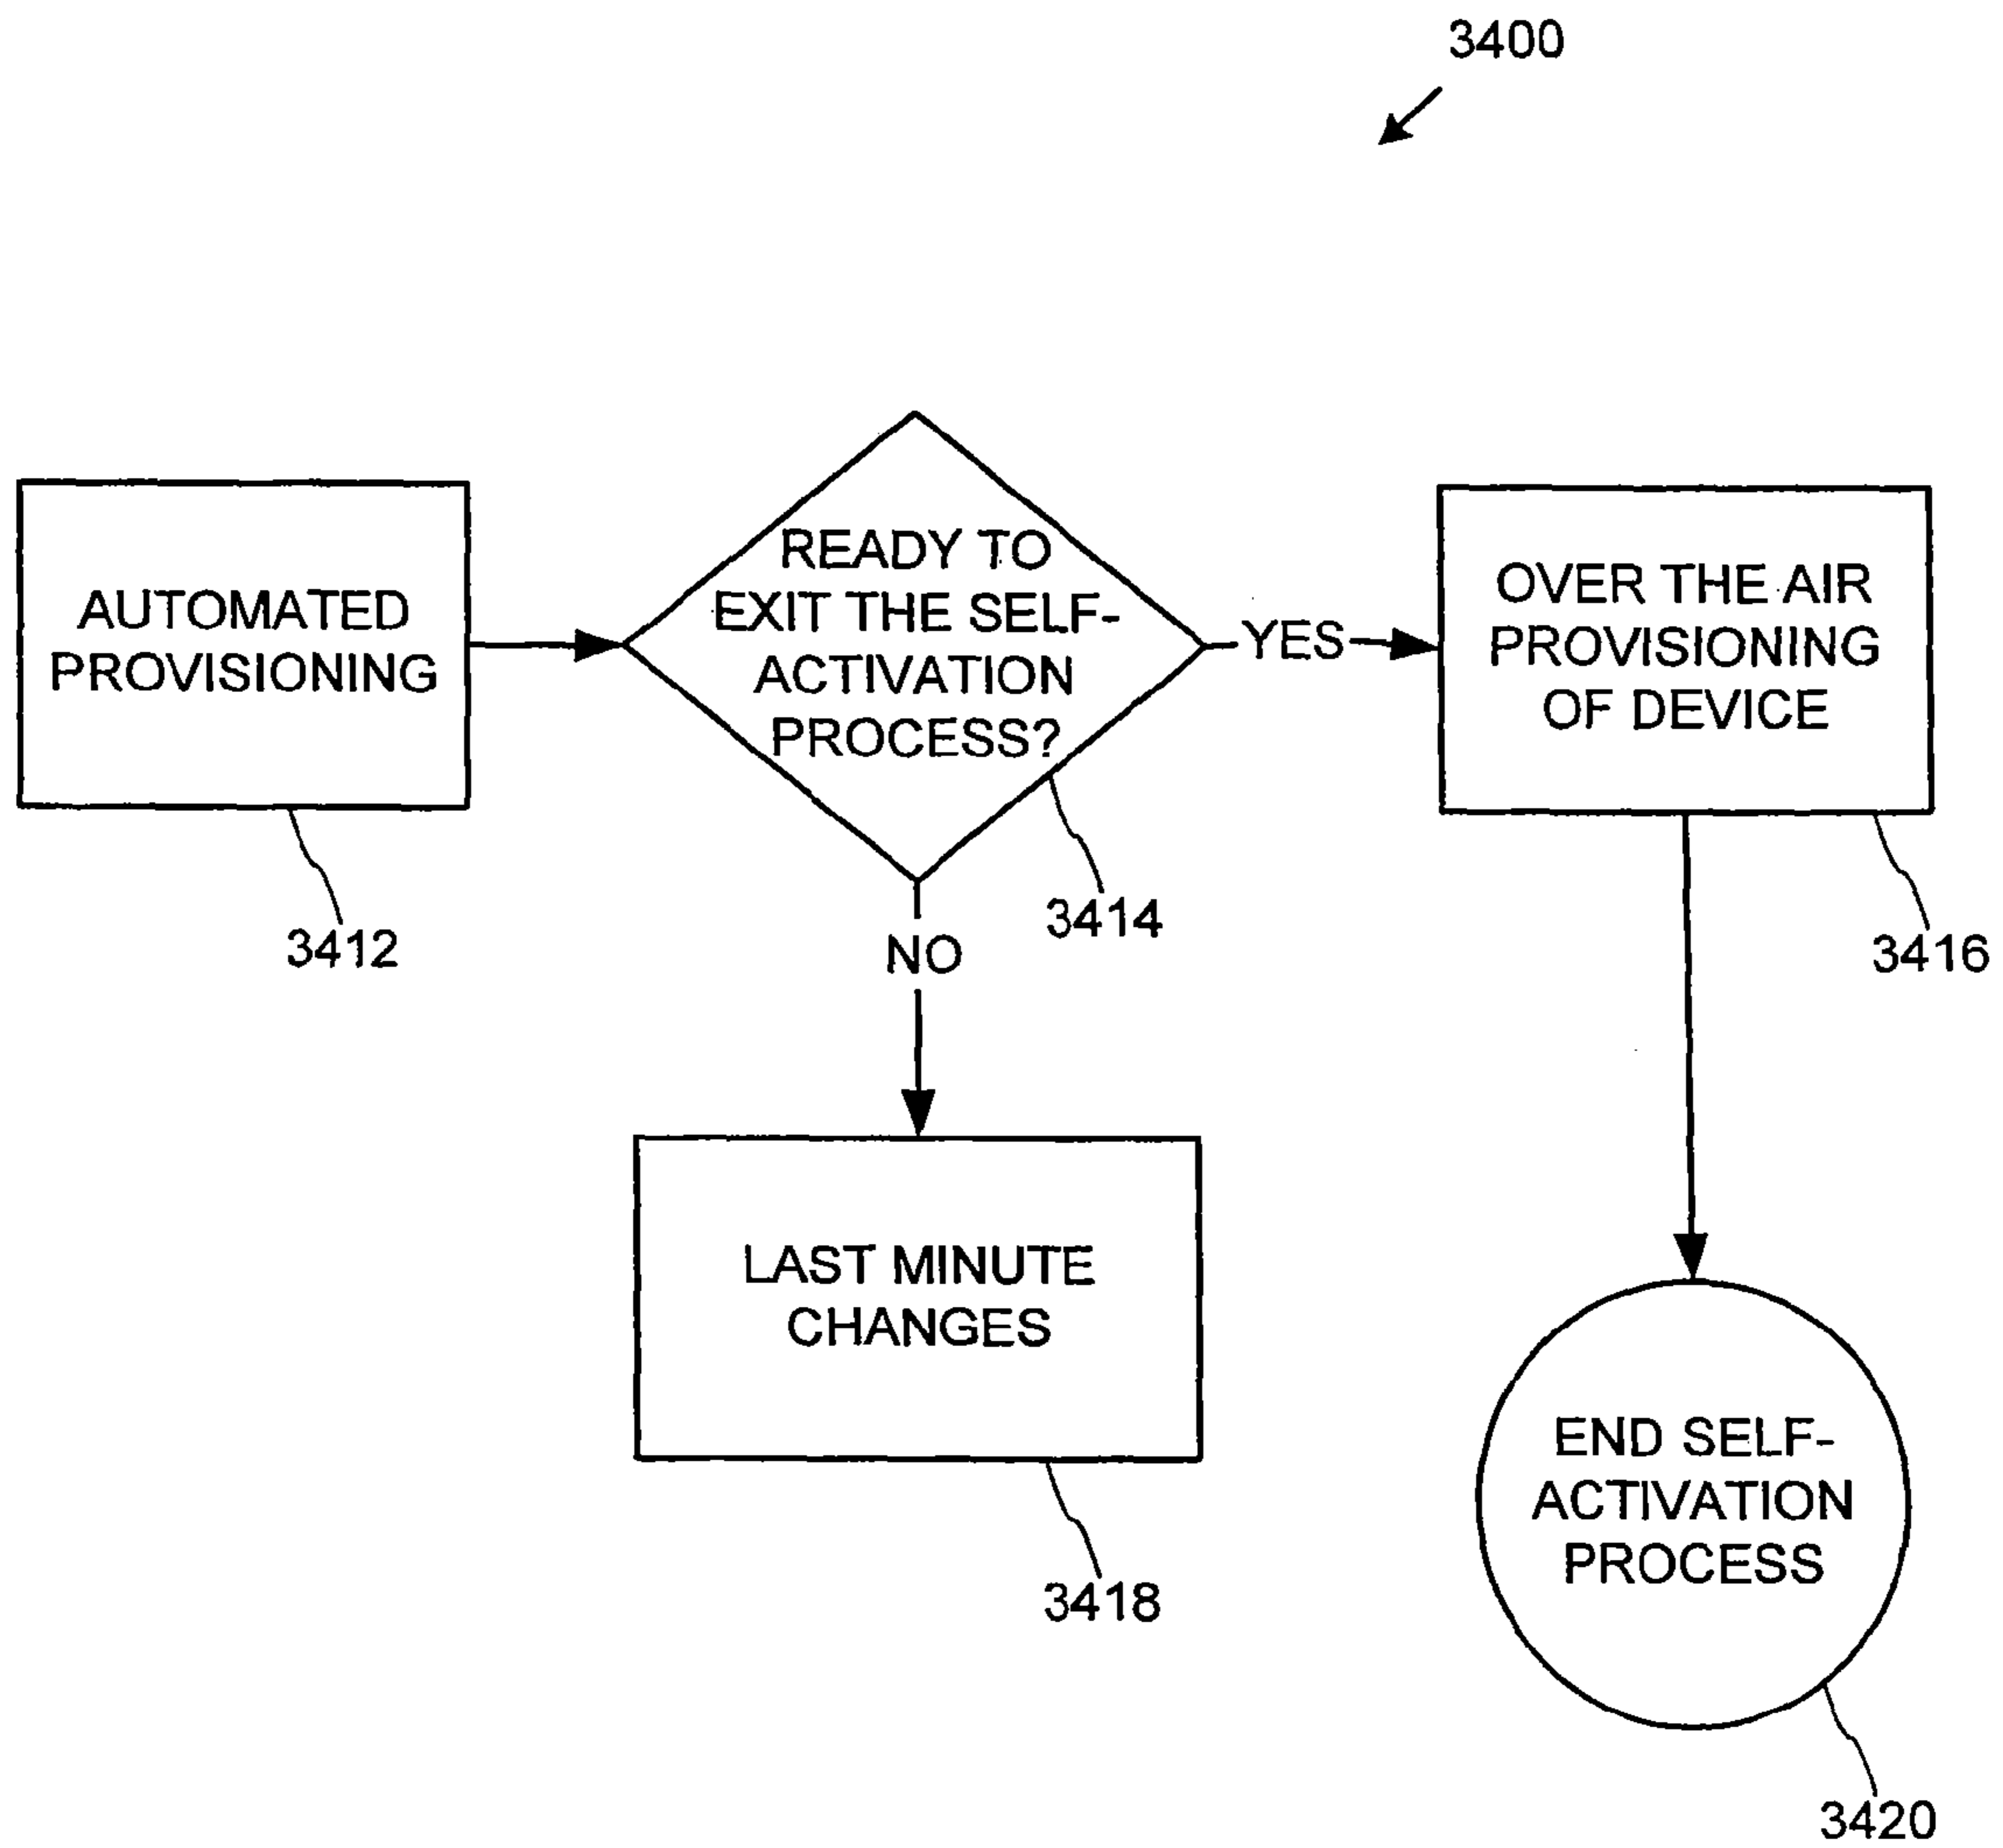 3400
AUTOMATED
PROVISIONING
3412
READY TO
EXIT THE SELF-
ACTIVATION
PROCESS?
3414
YES
OVER THE AIR
PROVISIONING
OF DEVICE
3416
NO
LAST MINUTE
CHANGES
3418
END SELF-
ACTIVATION
PROCESS
3420